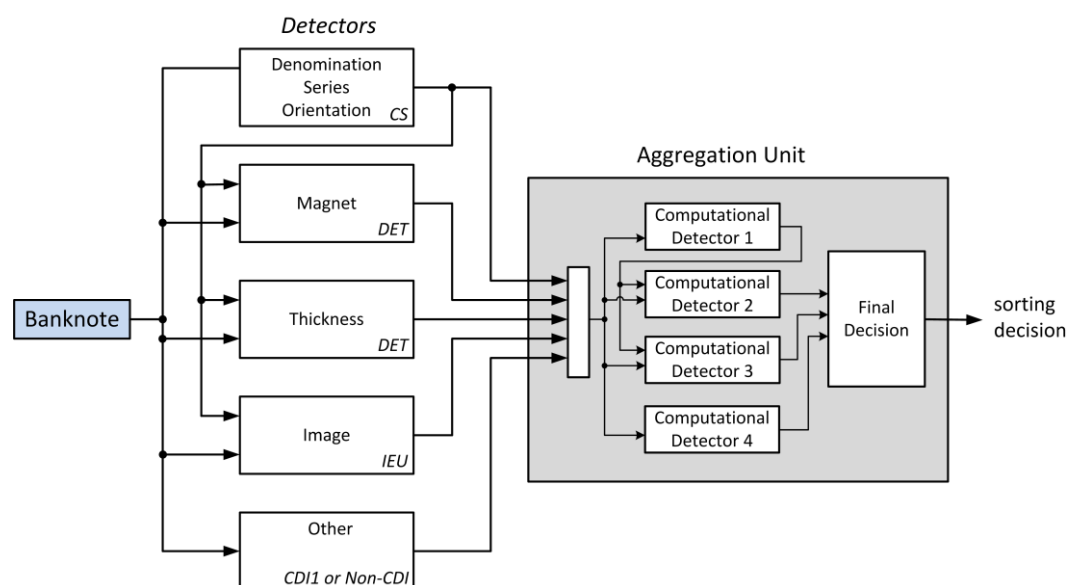 Detectors
Denomination
Series
Orientation
CS
Magnet
DET
Thickness
DET
Image
IEU
Other
CDI1 or Non-CDI
Banknote
Aggregation Unit
Computational
Detector 1
Computational
Detector 2
Computational
Detector 3
Computational
Detector 4
Final
Decision
sorting
decision